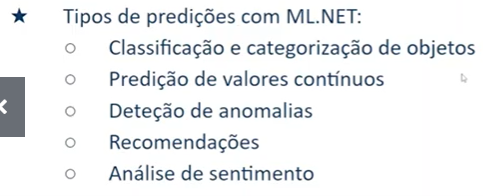 ★ Tipos de predições com ML.NET:
○ Classificação e categorização de objetos
○ Predição de valores contínuos
○ Deteção de anomalias
○ Recomendações
○ Análise de sentimento